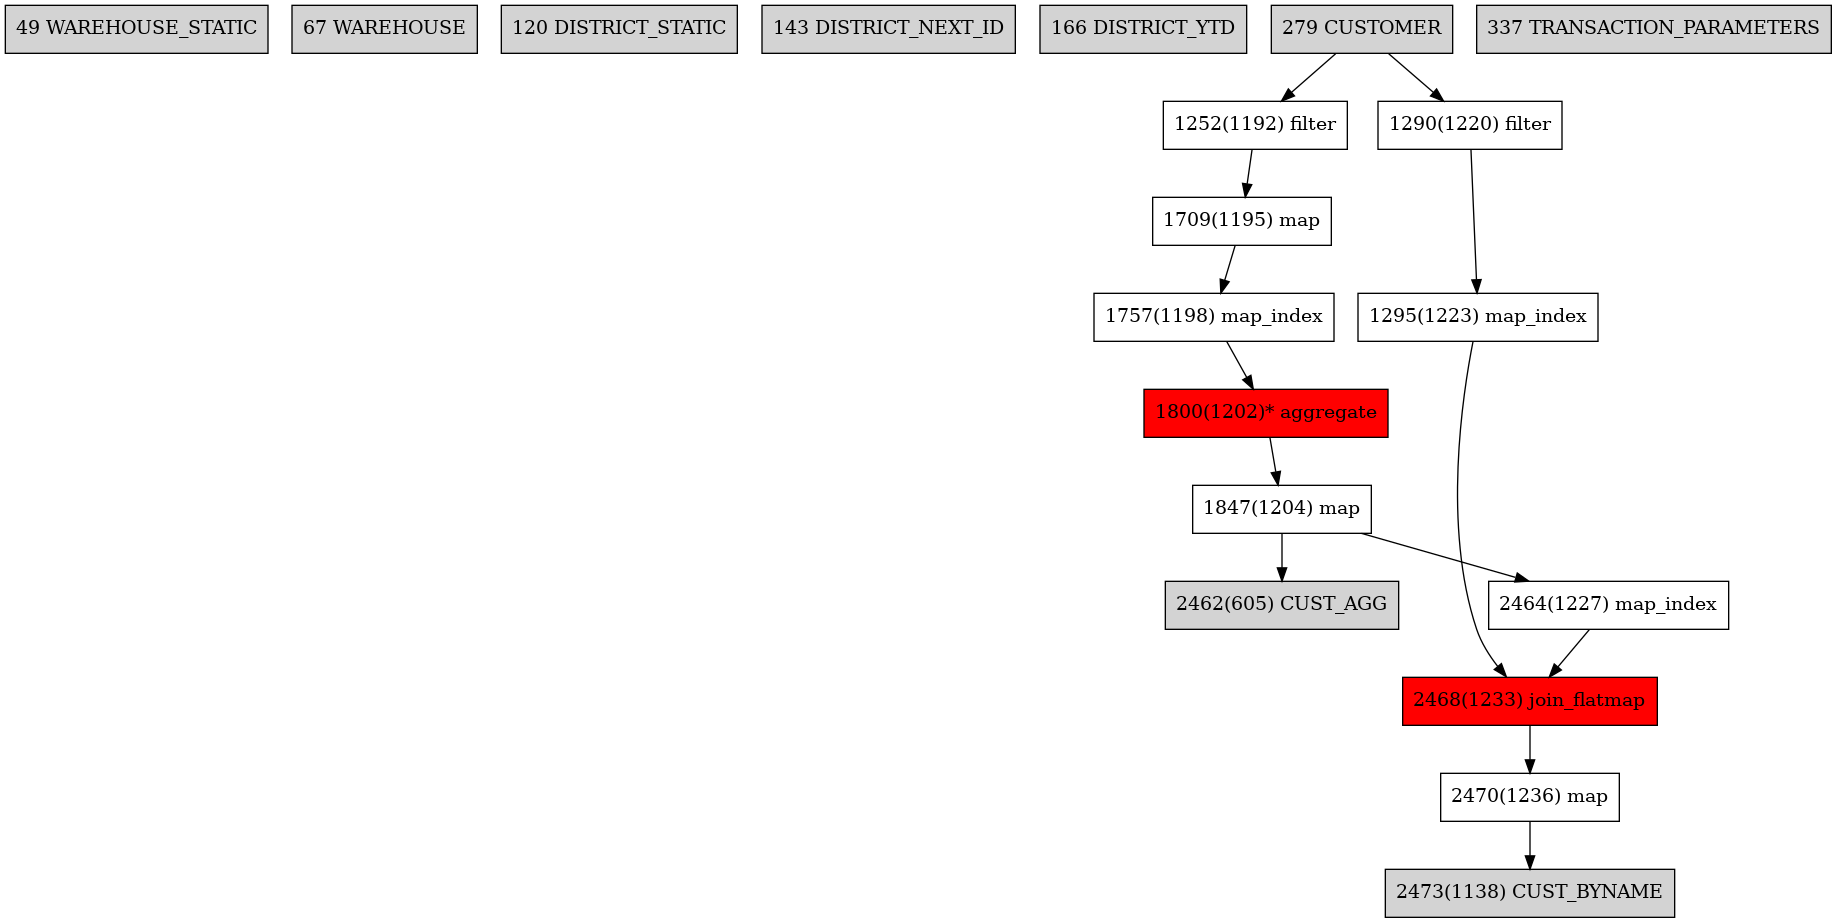 49 WAREHOUSE_STATIC
67 WAREHOUSE
120 DISTRICT_STATIC
143 DISTRICT_NEXT_ID
166 DISTRICT_YTD
279 CUSTOMER
337 TRANSACTION_PARAMETERS
1252(1192) filter
1290(1220) filter
1709(1195) map
1757(1198) map_index
1295(1223) map_index
1800(1202)* aggregate
1847(1204) map
2462(605) CUST_AGG
2464(1227) map_index
2468(1233) join_flatmap
2470(1236) map
2473(1138) CUST_BYNAME